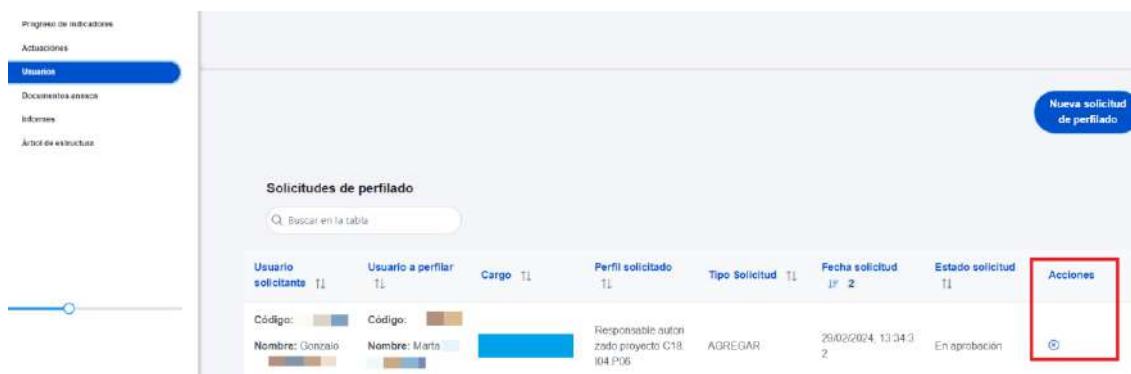 Progreso de indicadores
Actuaciones
Usuarios
Documentos anexos
Informes
Árbol de estructura
Nueva solicitud
de perfilado
Solicitudes de perfilado
Buscar en la tabla
Usuario
solicitante
Usuario a perfilar
Cargo
Perfil solicitado
Tipo Solicitud
Fecha solicitud
2
Estado solicitud
Acciones
Código:
Nombre: Gonzalo
Código:
Nombre: Marta
Responsable autori
zado proyecto C18.
I04.P06
AGREGAR
29/02/2024, 13:34:3
2
En aprobación